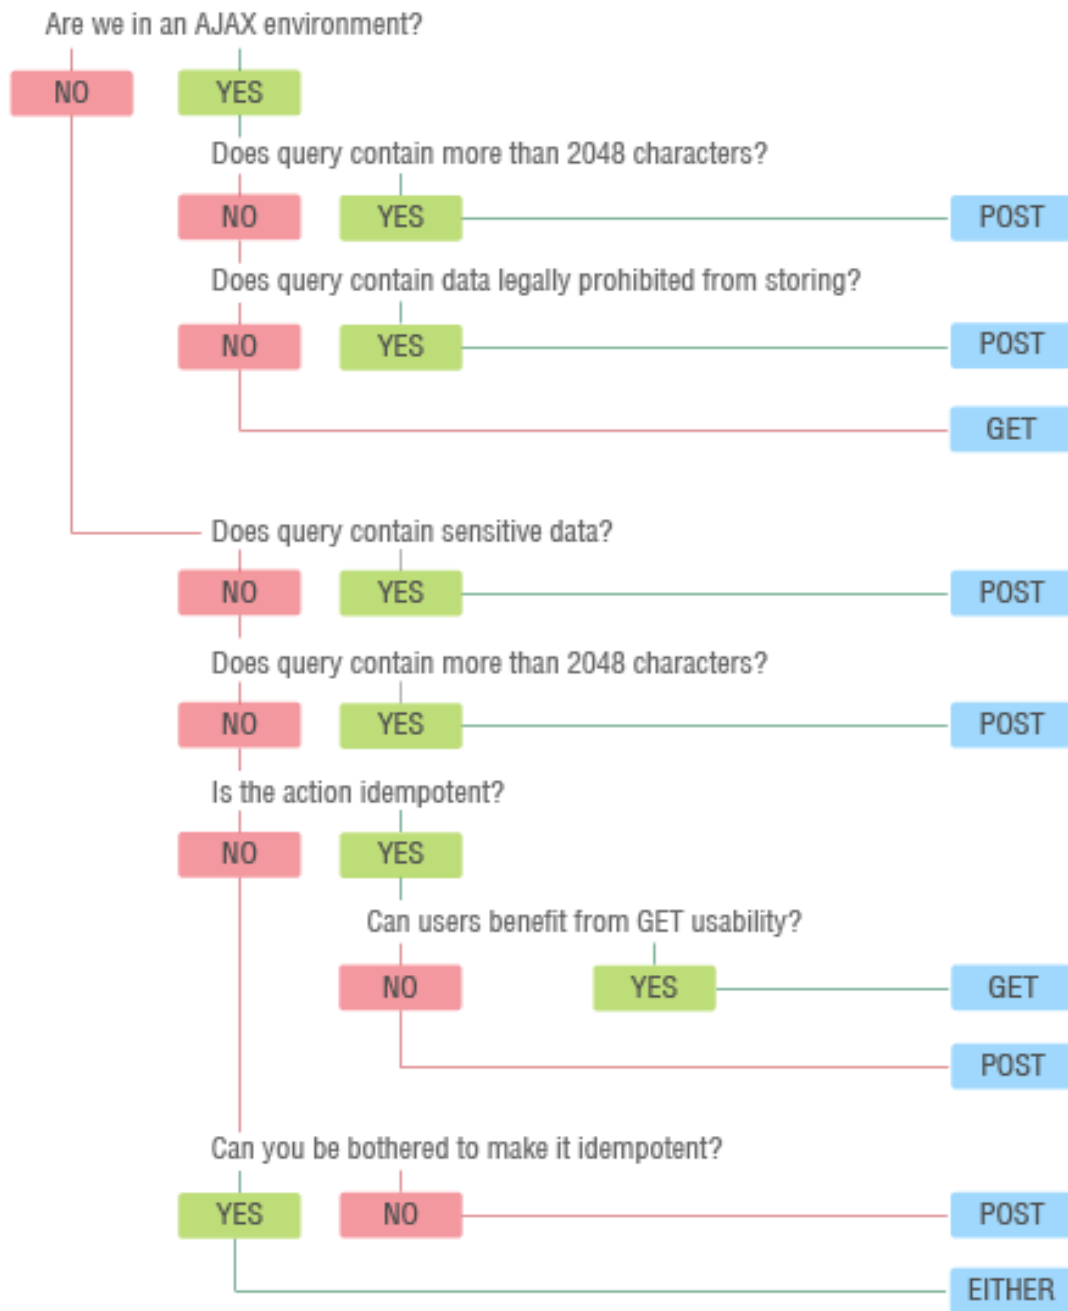 Are we in an AJAX environment?
NO YES
Does query contain more than 2048 characters?
NO YES POST
Does query contain data legally prohibited from storing?
NO YES POST
GET
Does query contain sensitive data?
NO YES POST
Does query contain more than 2048 characters?
NO YES POST
Is the action idempotent?
NO YES
Can users benefit from GET usability?
NO YES GET
POST
Can you be bothered to make it idempotent?
YES NO POST
EITHER